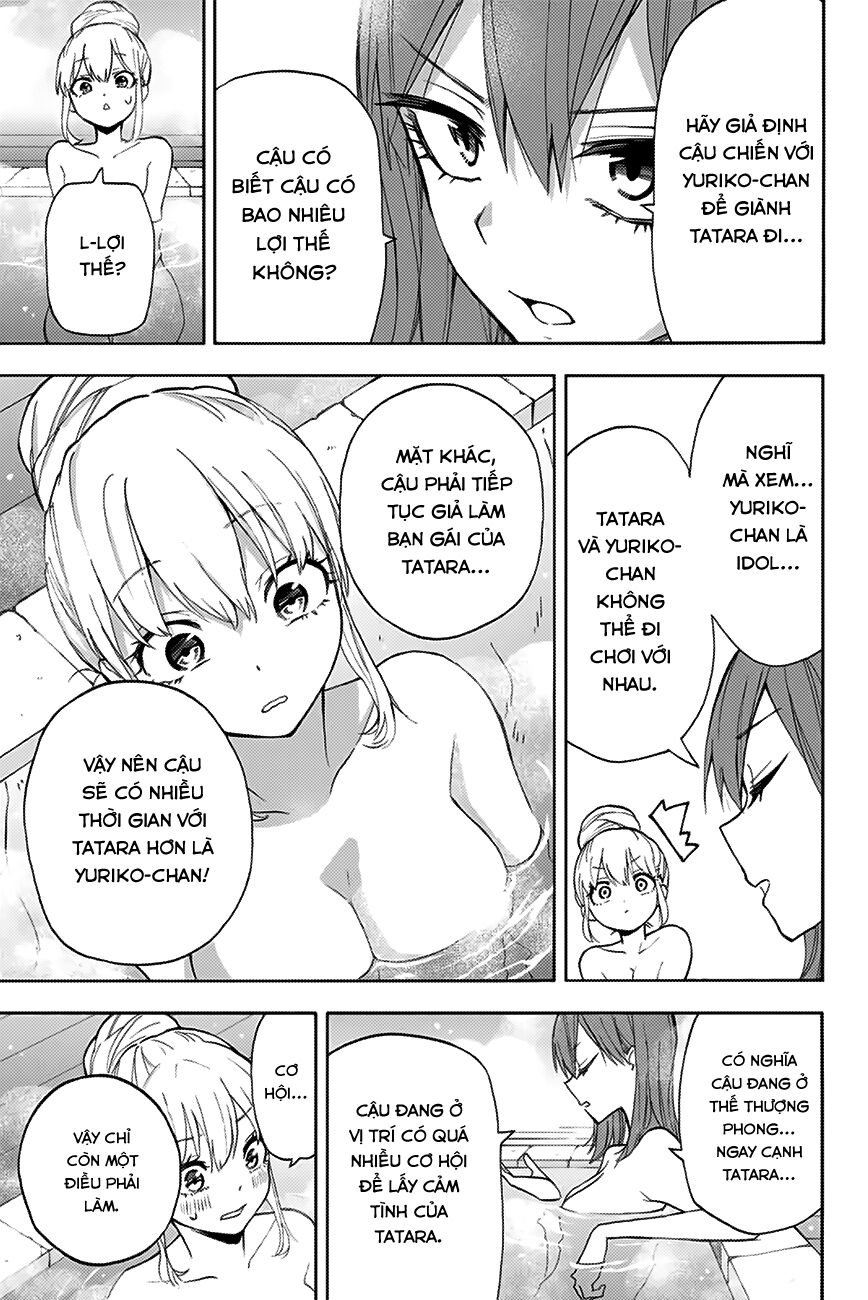 HÃY GIẢ ĐỊNH
CẬU CHIẾN VỚI
YURIKO-CHAN
ĐỂ GIÀNH
TATARA ĐI...
CẬU CÓ
BIẾT CẬU CÓ
BAO NHIÊU
LỢI THẾ
KHÔNG?
L-LỢI
THẾ?
NGHĨ
MÀ XEM...
YURIKO-
CHAN LÀ
IDOL...
TATARA
VÀ YURIKO-
CHAN
KHÔNG
THỂ ĐI
CHƠI VỚI
NHAU.
MẶT KHÁC,
CẬU PHẢI TIẾP
TỤC GIẢ LÀM
BẠN GÁI CỦA
TATARA...
VẬY NÊN CẬU
SẼ CÓ NHIỀU
THỜI GIAN VỚI
TATARA HƠN LÀ
YURIKO-CHAN!
CÓ NGHĨA
CẬU ĐANG Ở
THẾ THƯỢNG
PHONG...
NGAY CẠNH
TATARA...
CẬU ĐANG Ở
VỊ TRÍ CÓ QUÁ
NHIỀU CƠ HỘI
ĐỂ LẤY CẢM
TÌNH CỦA
TATARA.
CƠ
HỘI...
VẬY CHỈ
CÒN MỘT
ĐIỀU PHẢI
LÀM.